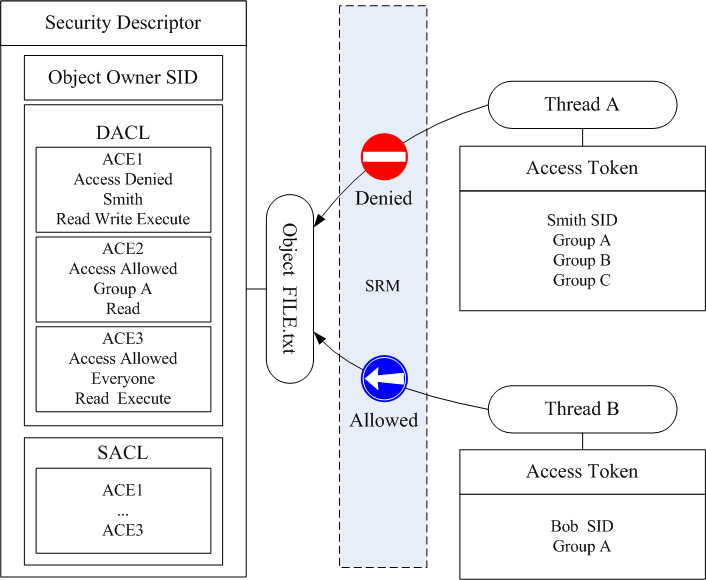 Security Descriptor
Object Owner SID
DACL
ACE1
Access Denied
Smith
Read Write Execute
ACE2
Access Allowed
Group A
Read
ACE3
Access Allowed
Everyone
Read Execute
SACL
ACE1
...
ACE3
Object FILE.txt
Denied
SRM
Allowed
Thread A
Access Token
Smith SID
Group A
Group B
Group C
Thread B
Access Token
Bob SID
Group A